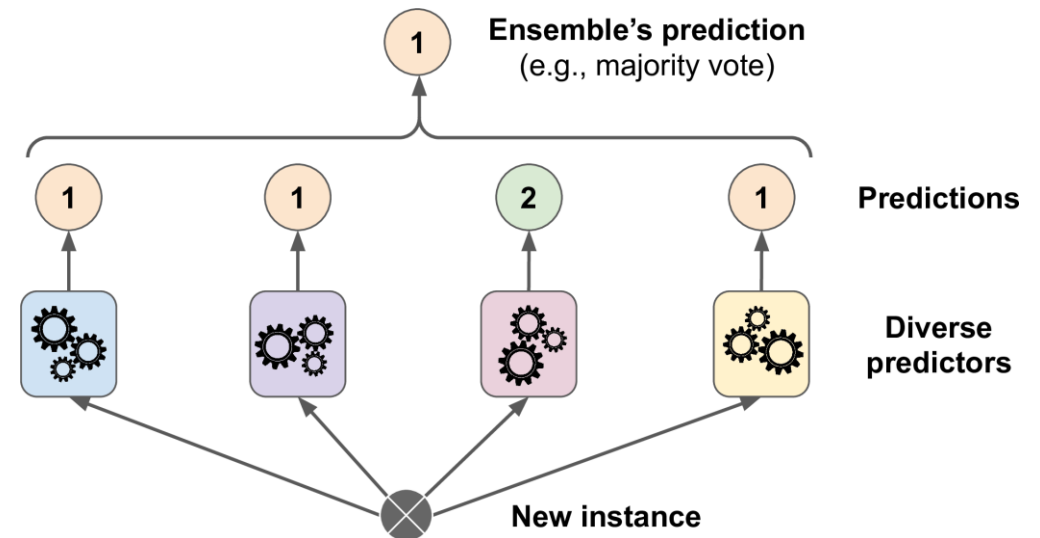 1
Ensemble’s prediction
(e.g., majority vote)
1 1 2 1 Predictions
Diverse
predictors
New instance